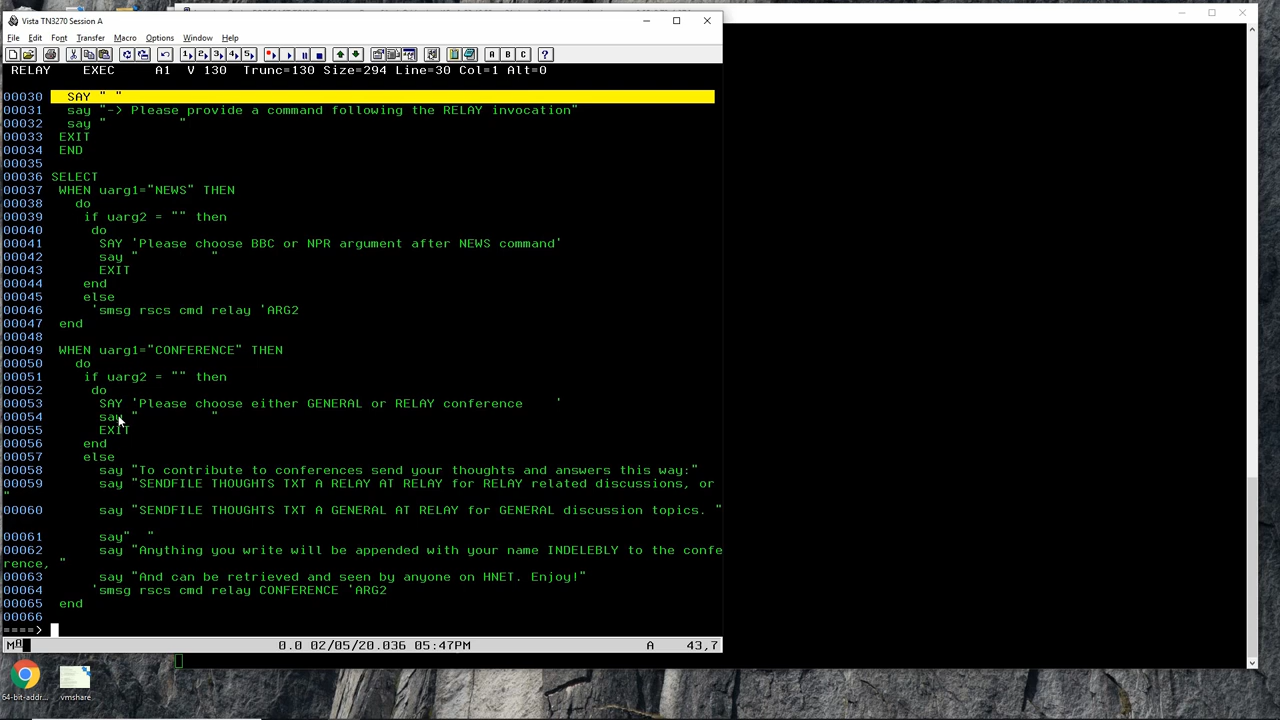 Vista TN3270 Session A
File Edit Font Transfer Macro Options Window Help
1 2 3 4 5 A B C ?
RELAY    EXEC     A1  V 130  Trunc=130 Size=294 Line=30 Col=1 Alt=0
00030   SAY " "
00031   say "-> Please provide a command following the RELAY invocation"
00032   say "         "
00033  EXIT
00034  END
00035
00036 SELECT
00037  WHEN uarg1="NEWS" THEN
00038    do
00039     if uarg2 = "" then
00040      do
00041       SAY 'Please choose BBC or NPR argument after NEWS command'
00042       say "         "
00043       EXIT
00044     end
00045     else
00046      'smsg rscs cmd relay 'ARG2
00047  end
00048
00049  WHEN uarg1="CONFERENCE" THEN
00050    do
00051     if uarg2 = "" then
00052      do
00053       SAY 'Please choose either GENERAL or RELAY conference    '
00054       say "         "
00055       EXIT
00056     end
00057     else
00058       say "To contribute to conferences send your thoughts and answers this way:"
00059       say "SENDFILE THOUGHTS TXT A RELAY AT RELAY for RELAY related discussions, or
"
00060       say "SENDFILE THOUGHTS TXT A GENERAL AT RELAY for GENERAL discussion topics. "
00061       say"  "
00062       say "Anything you write will be appended with your name INDELEBLY to the confe
rence, "
00063       say "And can be retrieved and seen by anyone on HNET. Enjoy!"
00064      'smsg rscs cmd relay CONFERENCE 'ARG2
00065  end
00066
====>
MA 0.0 02/05/20.036 05:47PM A 43,7
64-bit-addr...
vmshare